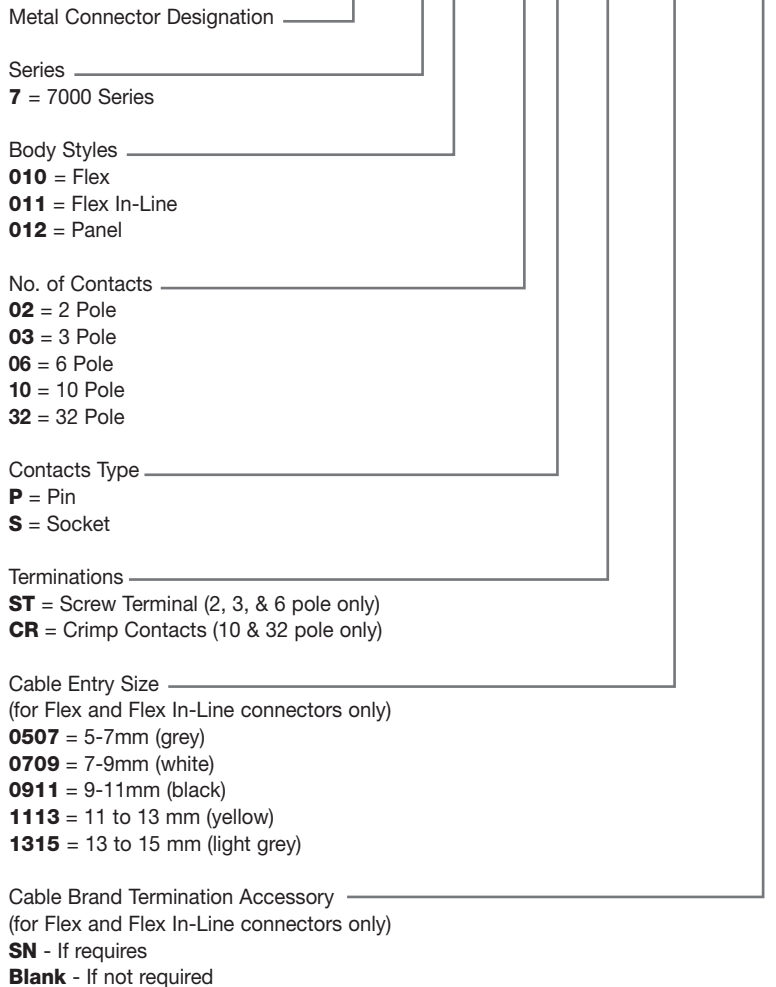 Metal Connector Designation
Series
7 = 7000 Series
Body Styles
010 = Flex
011 = Flex In-Line
012 = Panel
No. of Contacts
02 = 2 Pole
03 = 3 Pole
06 = 6 Pole
10 = 10 Pole
32 = 32 Pole
Contacts Type
P = Pin
S = Socket
Terminations
ST = Screw Terminal (2, 3, & 6 pole only)
CR = Crimp Contacts (10 & 32 pole only)
Cable Entry Size
(for Flex and Flex In-Line connectors only)
0507 = 5-7mm (grey)
0709 = 7-9mm (white)
0911 = 9-11mm (black)
1113 = 11 to 13 mm (yellow)
1315 = 13 to 15 mm (light grey)
Cable Brand Termination Accessory
(for Flex and Flex In-Line connectors only)
SN - If requires
Blank - If not required